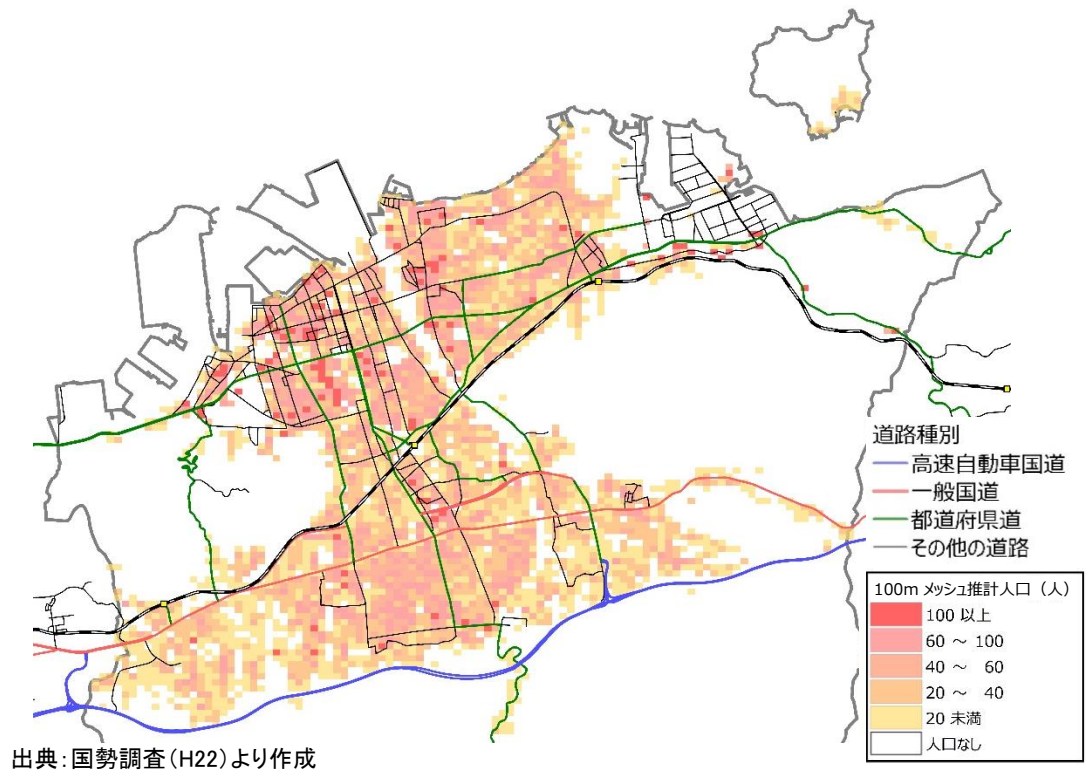 道路種別
高速自動車国道
一般国道
都道府県道
その他の道路
100m メッシュ推計人口（人）
100 以上
60 ～ 100
40 ～ 60
20 ～ 40
20 未満
人口なし
出典：国勢調査（H22）より作成